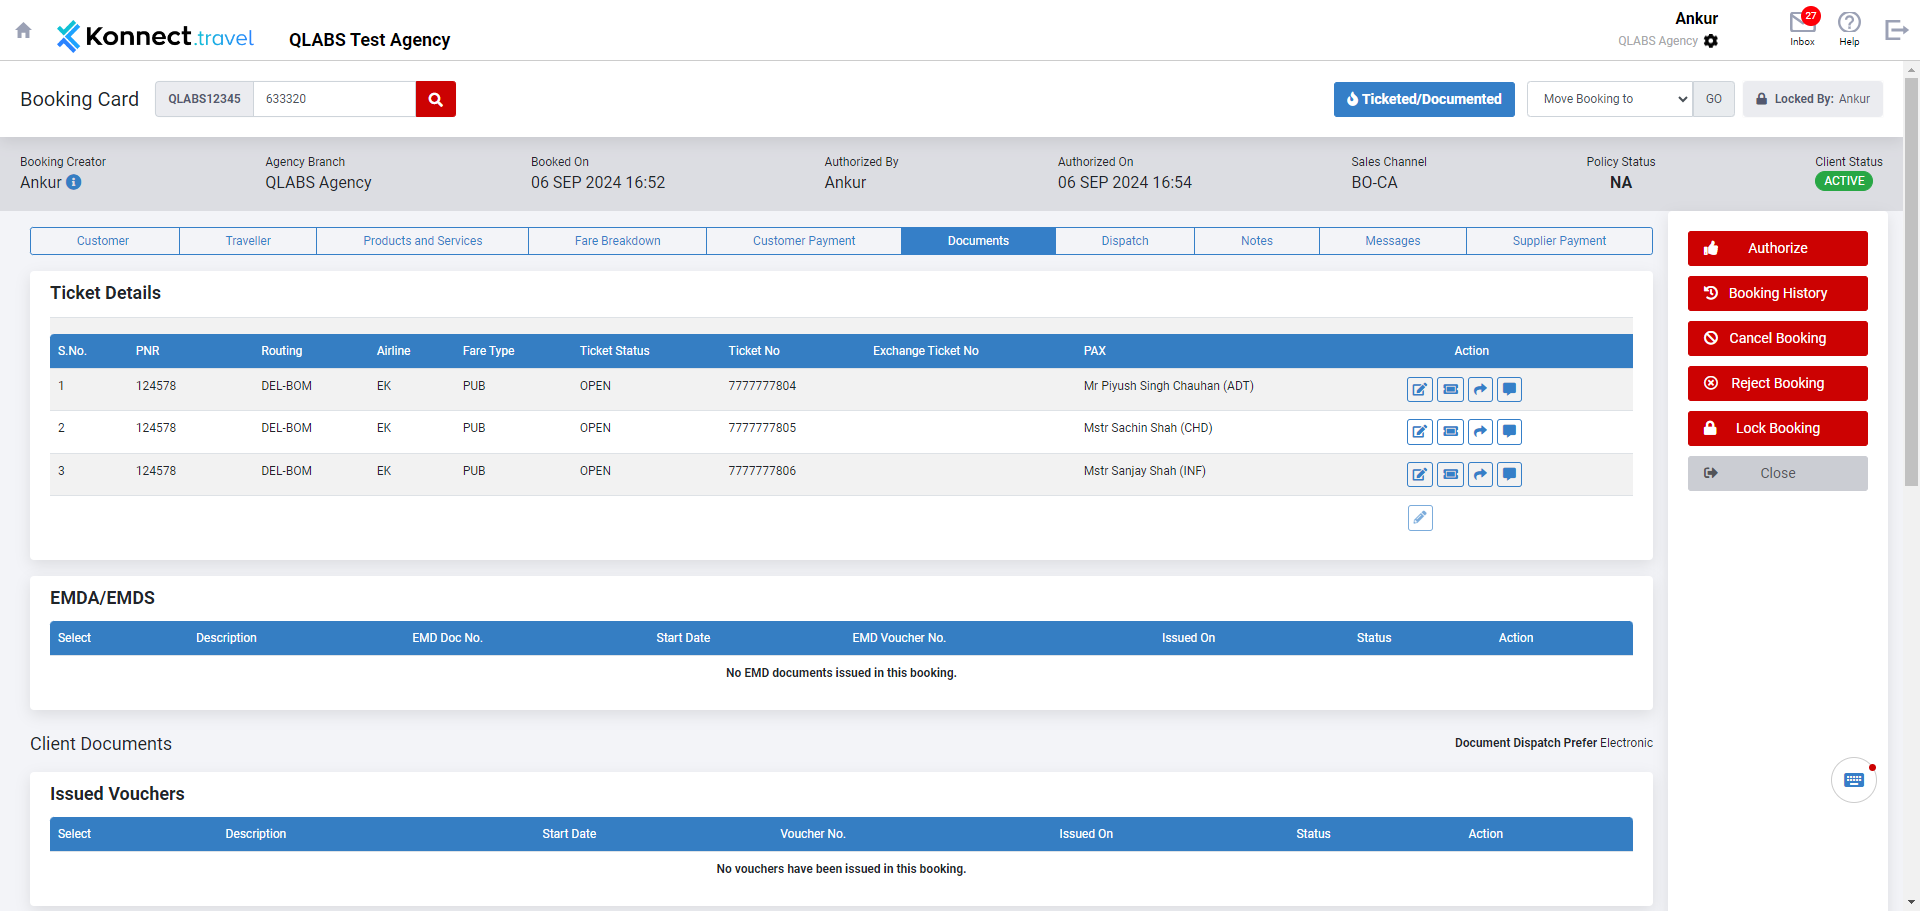 Konnect.travel
QLABS Test Agency
Ankur
QLABS Agency
27
Inbox
Help
Booking Card
QLABS12345
633320
Ticketed/Documented
Move Booking to
GO
Locked By: Ankur
Booking Creator
Ankur
Agency Branch
QLABS Agency
Booked On
06 SEP 2024 16:52
Authorized By
Ankur
Authorized On
06 SEP 2024 16:54
Sales Channel
BO-CA
Policy Status
NA
Client Status
ACTIVE
Customer
Traveller
Products and Services
Fare Breakdown
Customer Payment
Documents
Dispatch
Notes
Messages
Supplier Payment
Authorize
Booking History
Cancel Booking
Reject Booking
Lock Booking
Close
Ticket Details
S.No. PNR Routing Airline Fare Type Ticket Status Ticket No Exchange Ticket No PAX Action
1 124578 DEL-BOM EK PUB OPEN 7777777804 Mr Piyush Singh Chauhan (ADT)
2 124578 DEL-BOM EK PUB OPEN 7777777805 Mstr Sachin Shah (CHD)
3 124578 DEL-BOM EK PUB OPEN 7777777806 Mstr Sanjay Shah (INF)
EMDA/EMDS
Select Description EMD Doc No. Start Date EMD Voucher No. Issued On Status Action
No EMD documents issued in this booking.
Client Documents
Document Dispatch Prefer Electronic
Issued Vouchers
Select Description Start Date Voucher No. Issued On Status Action
No vouchers have been issued in this booking.